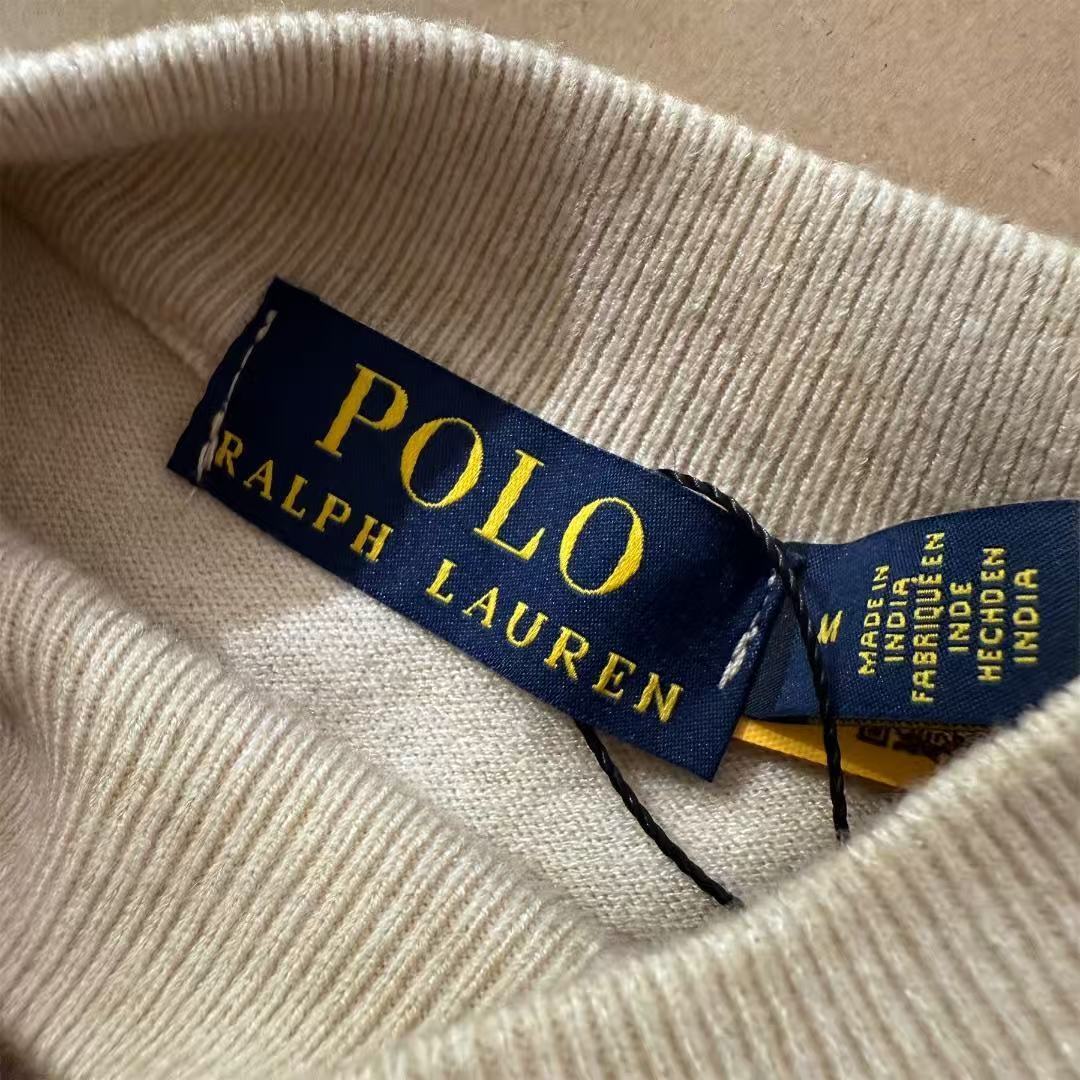 POLO
RALPH LAUREN
M
MADE IN
INDIA
FABRIQUÉ EN
INDE
HECHO EN
INDIA